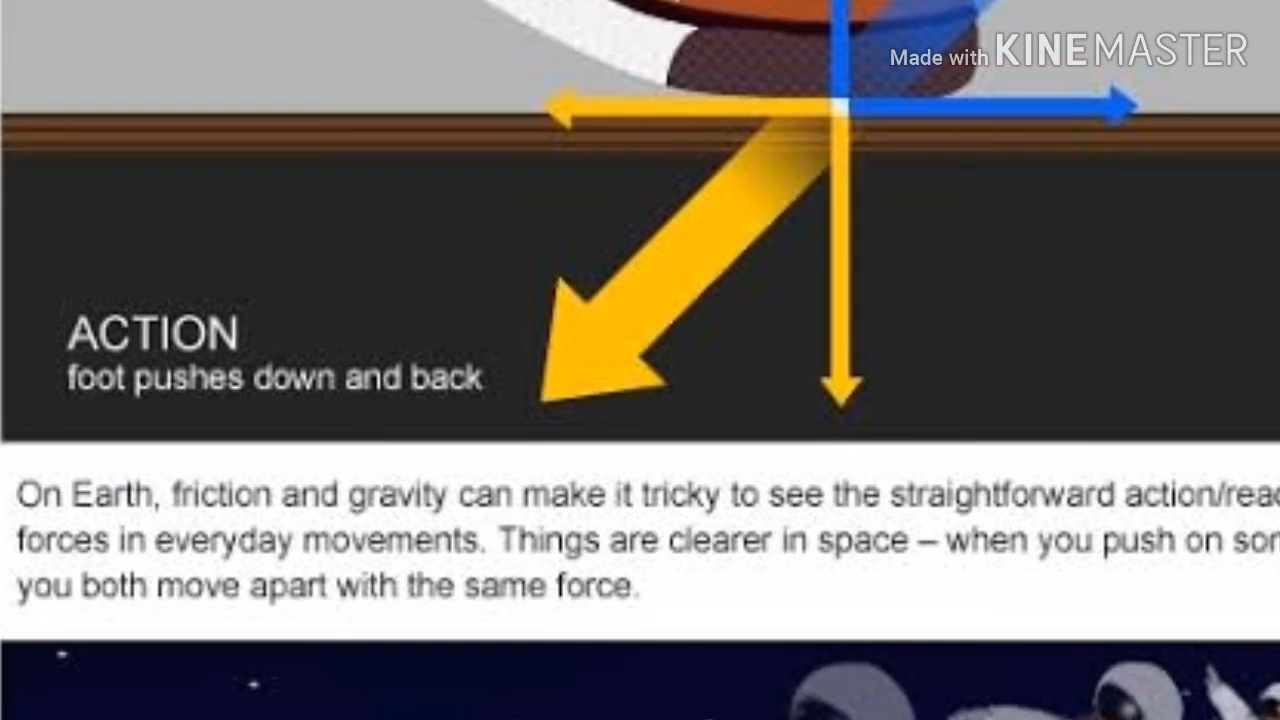 Made with KINEMASTER
ACTION
foot pushes down and back
On Earth, friction and gravity can make it tricky to see the straightforward
forces in everyday movements. Things are clearer in space – when you push on
you both move apart with the same force.